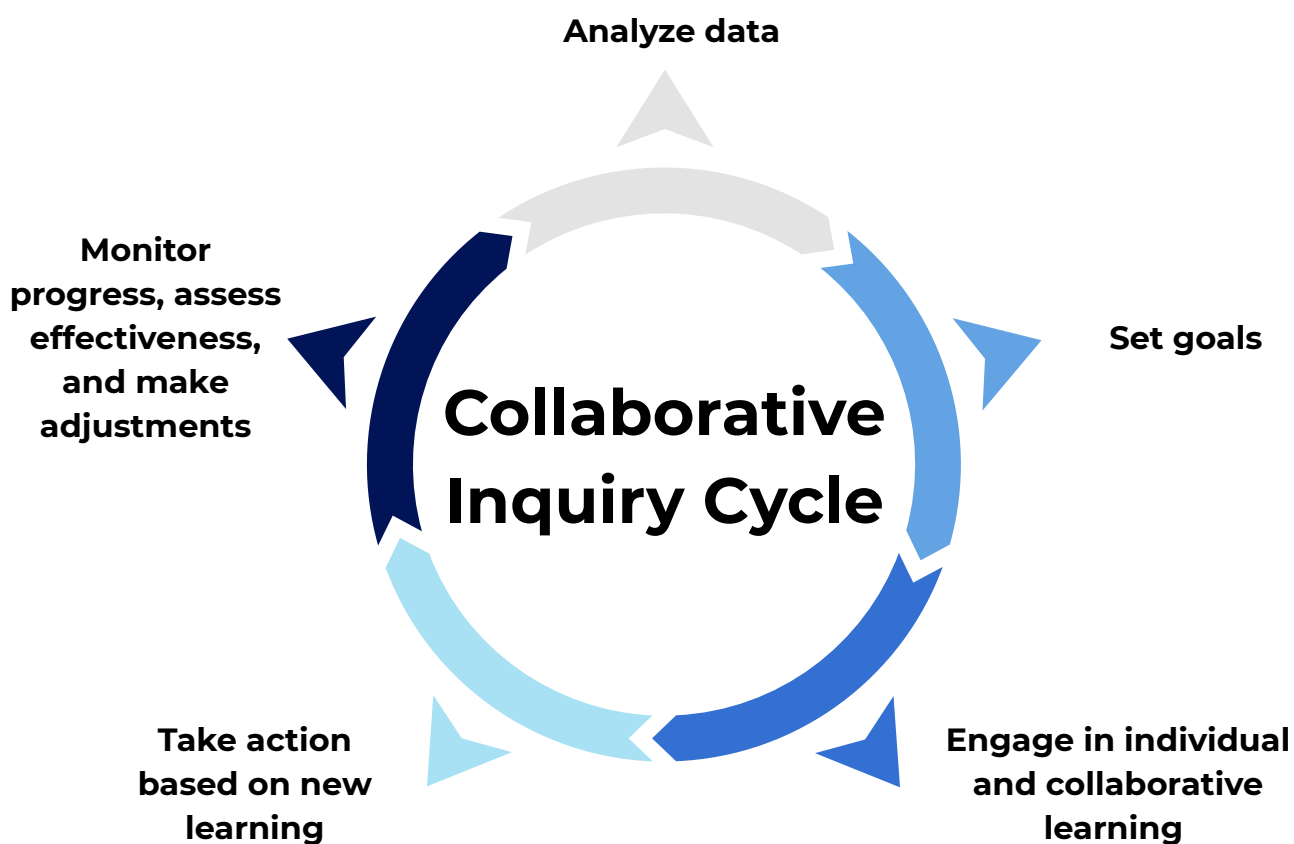 Analyze data
Set goals
Engage in individual
and collaborative
learning
Take action
based on new
learning
Monitor
progress, assess
effectiveness,
and make
adjustments
Collaborative
Inquiry Cycle